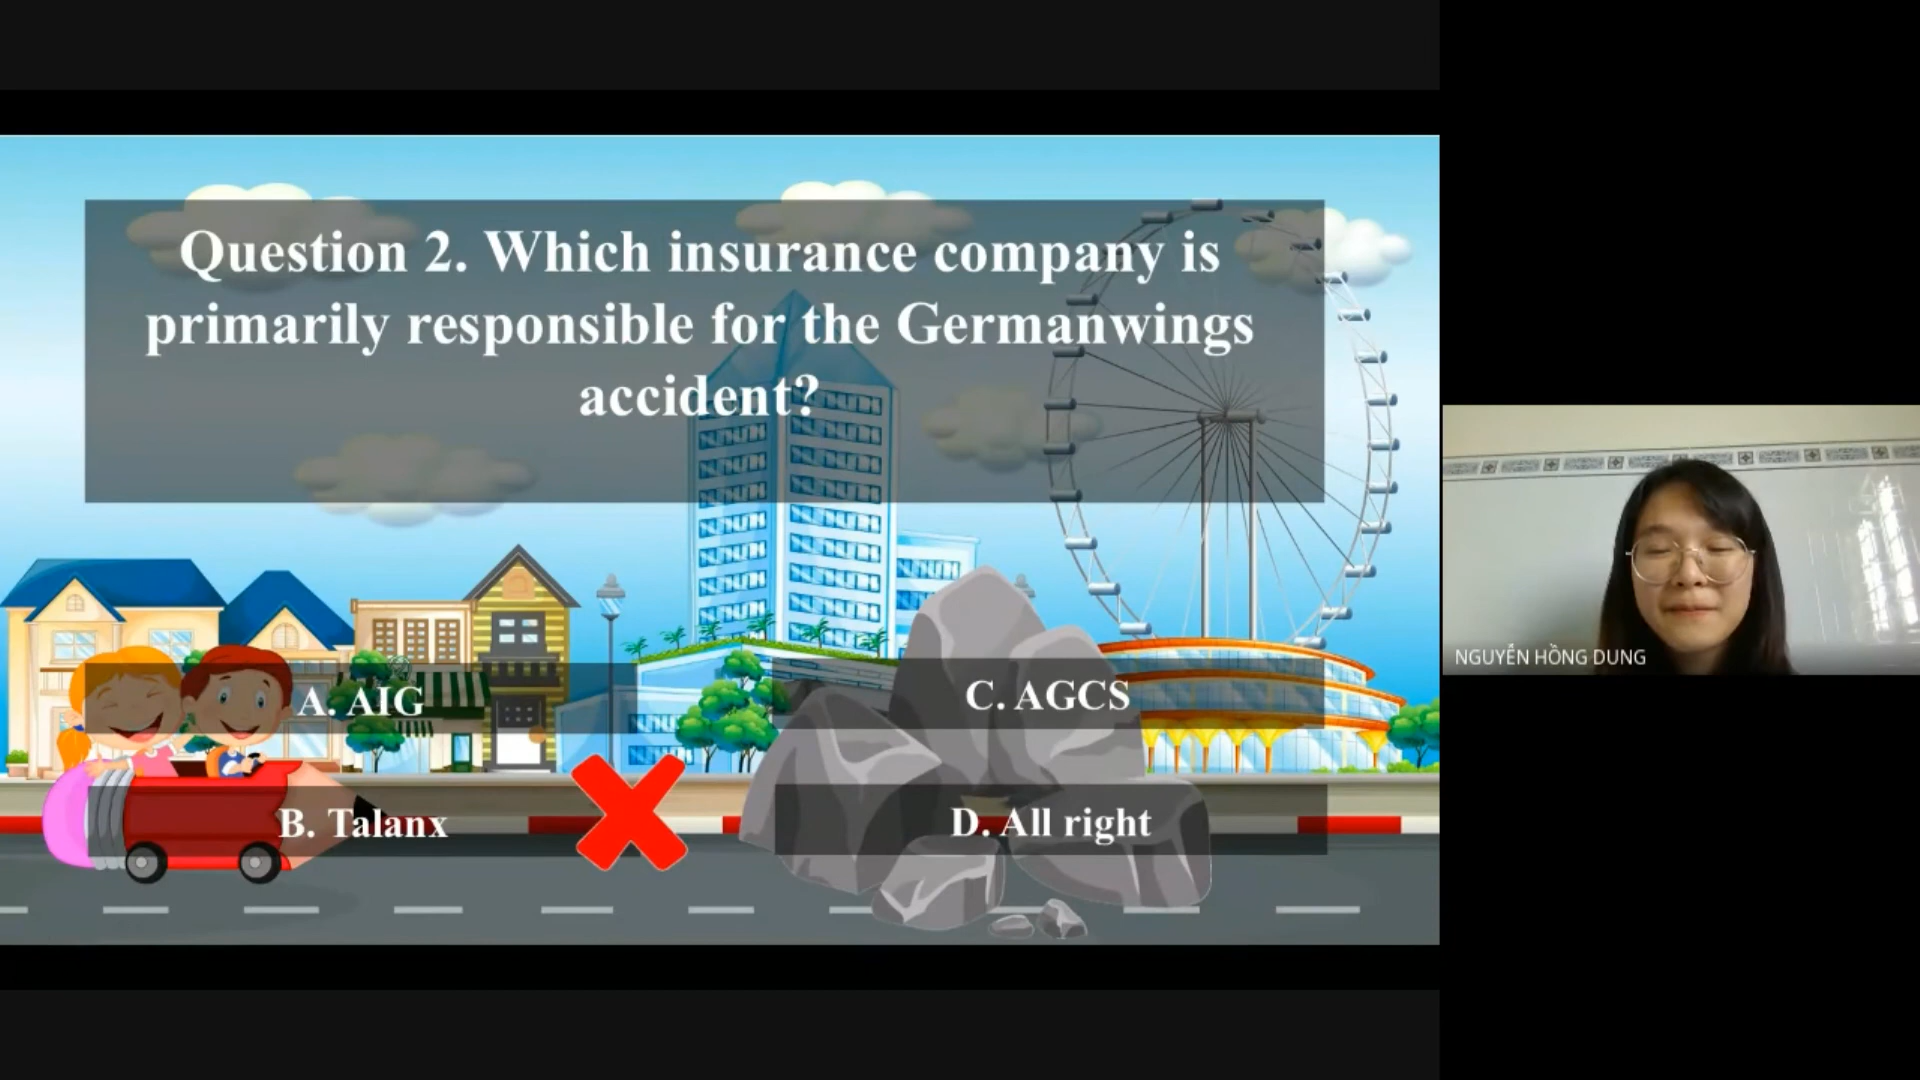 Question 2. Which insurance company is
primarily responsible for the Germanwings
accident?
A. AIG
C. AGCS
B. Talanx
D. All right
NGUYỄN HỒNG DUNG